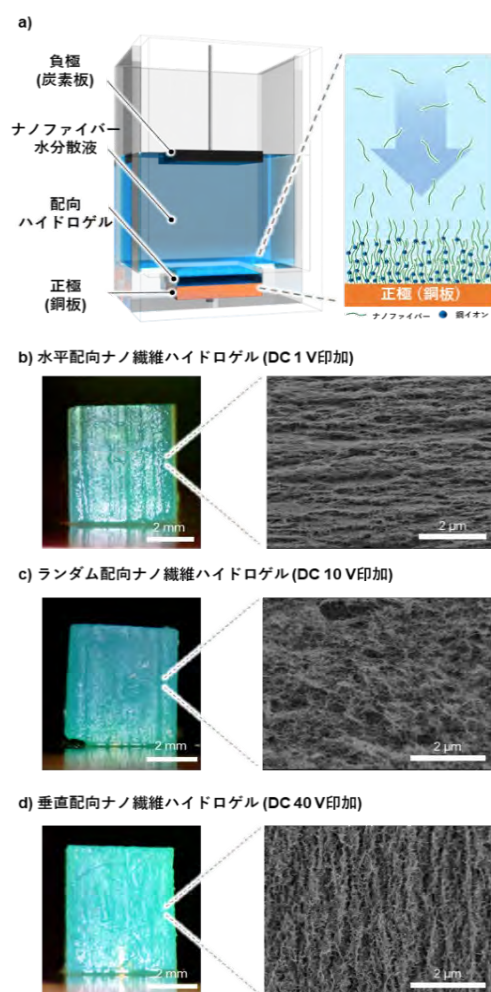 a)
負極
(炭素板)
ナノファイバー
水分散液
配向
ハイドロゲル
正極
(銅板)
正極 (銅板)
ナノファイバー 銅イオン
b) 水平配向ナノ繊維ハイドロゲル (DC 1 V印加)
2 mm
2 µm
c) ランダム配向ナノ繊維ハイドロゲル (DC 10 V印加)
2 mm
2 µm
d) 垂直配向ナノ繊維ハイドロゲル (DC 40 V印加)
2 mm
2 µm